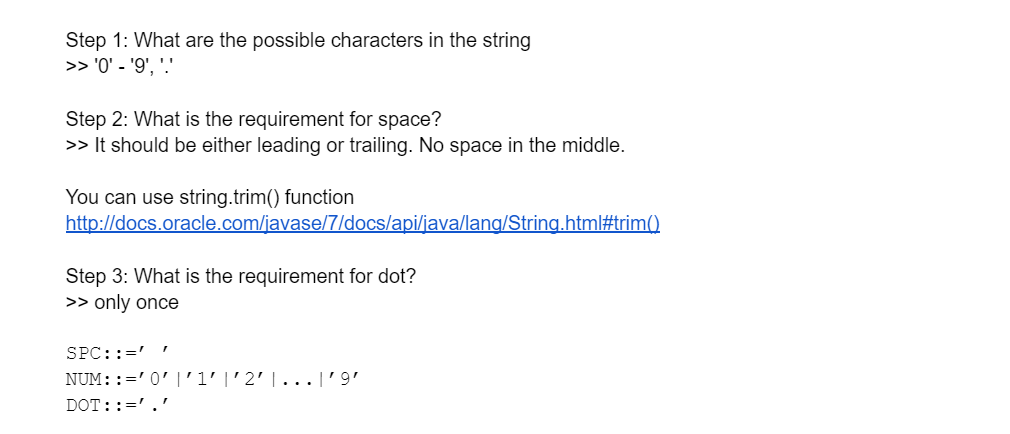 Step 1: What are the possible characters in the string
>> '0' - '9', '.'
Step 2: What is the requirement for space?
>> It should be either leading or trailing. No space in the middle.
You can use string.trim() function
http://docs.oracle.com/javase/7/docs/api/java/lang/String.html#trim()
Step 3: What is the requirement for dot?
>> only once
SPC::=′ ′
NUM::=′0′|′1′|′2′|...|′9′
DOT::=′.′